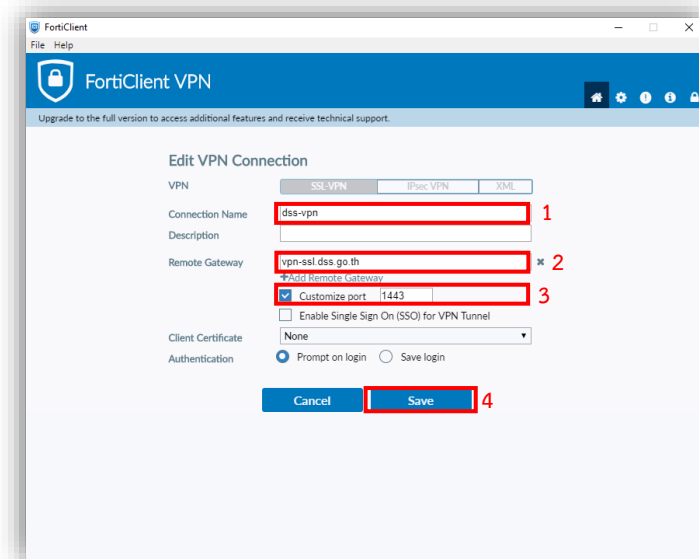 FortiClient
File Help
FortiClient VPN
Upgrade to the full version to access additional features and receive technical support.
Edit VPN Connection
VPN SSL-VPN IPsec VPN XML
Connection Name dss-vpn 1
Description
Remote Gateway vpn-ssl.dss.go.th 2
+Add Remote Gateway
Customize port 1443 3
Enable Single Sign On (SSO) for VPN Tunnel
Client Certificate None
Authentication Prompt on login Save login
Cancel Save 4